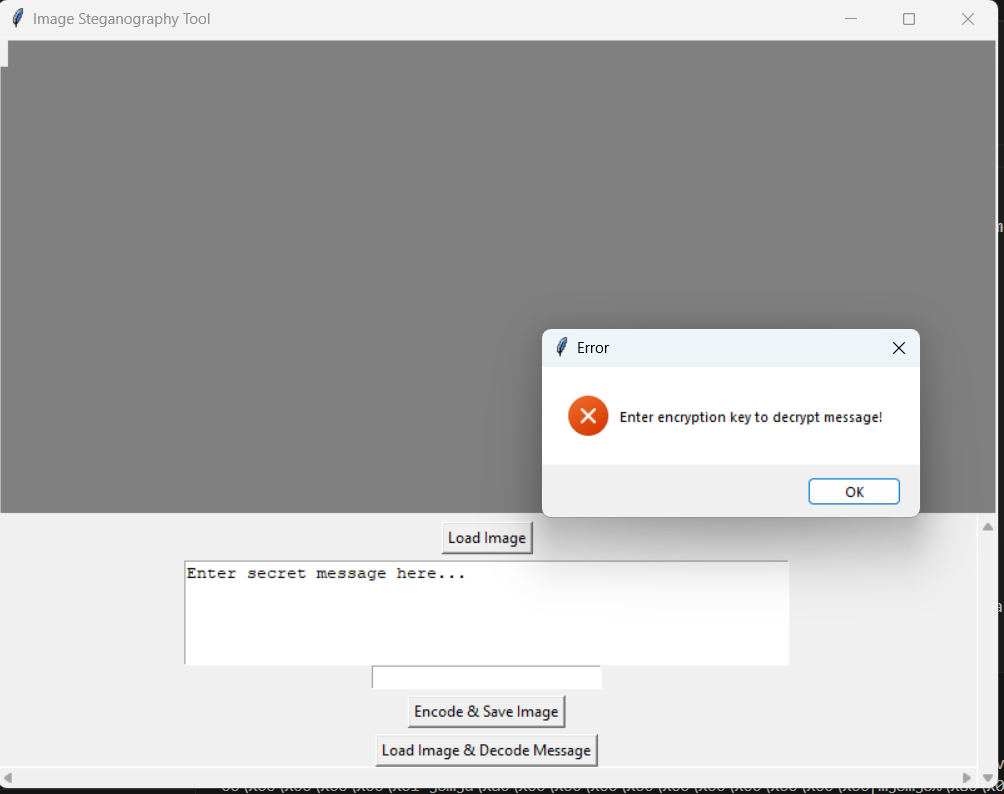 Image Steganography Tool
Error
Enter encryption key to decrypt message!
OK
Load Image
Enter secret message here...
Encode & Save Image
Load Image & Decode Message